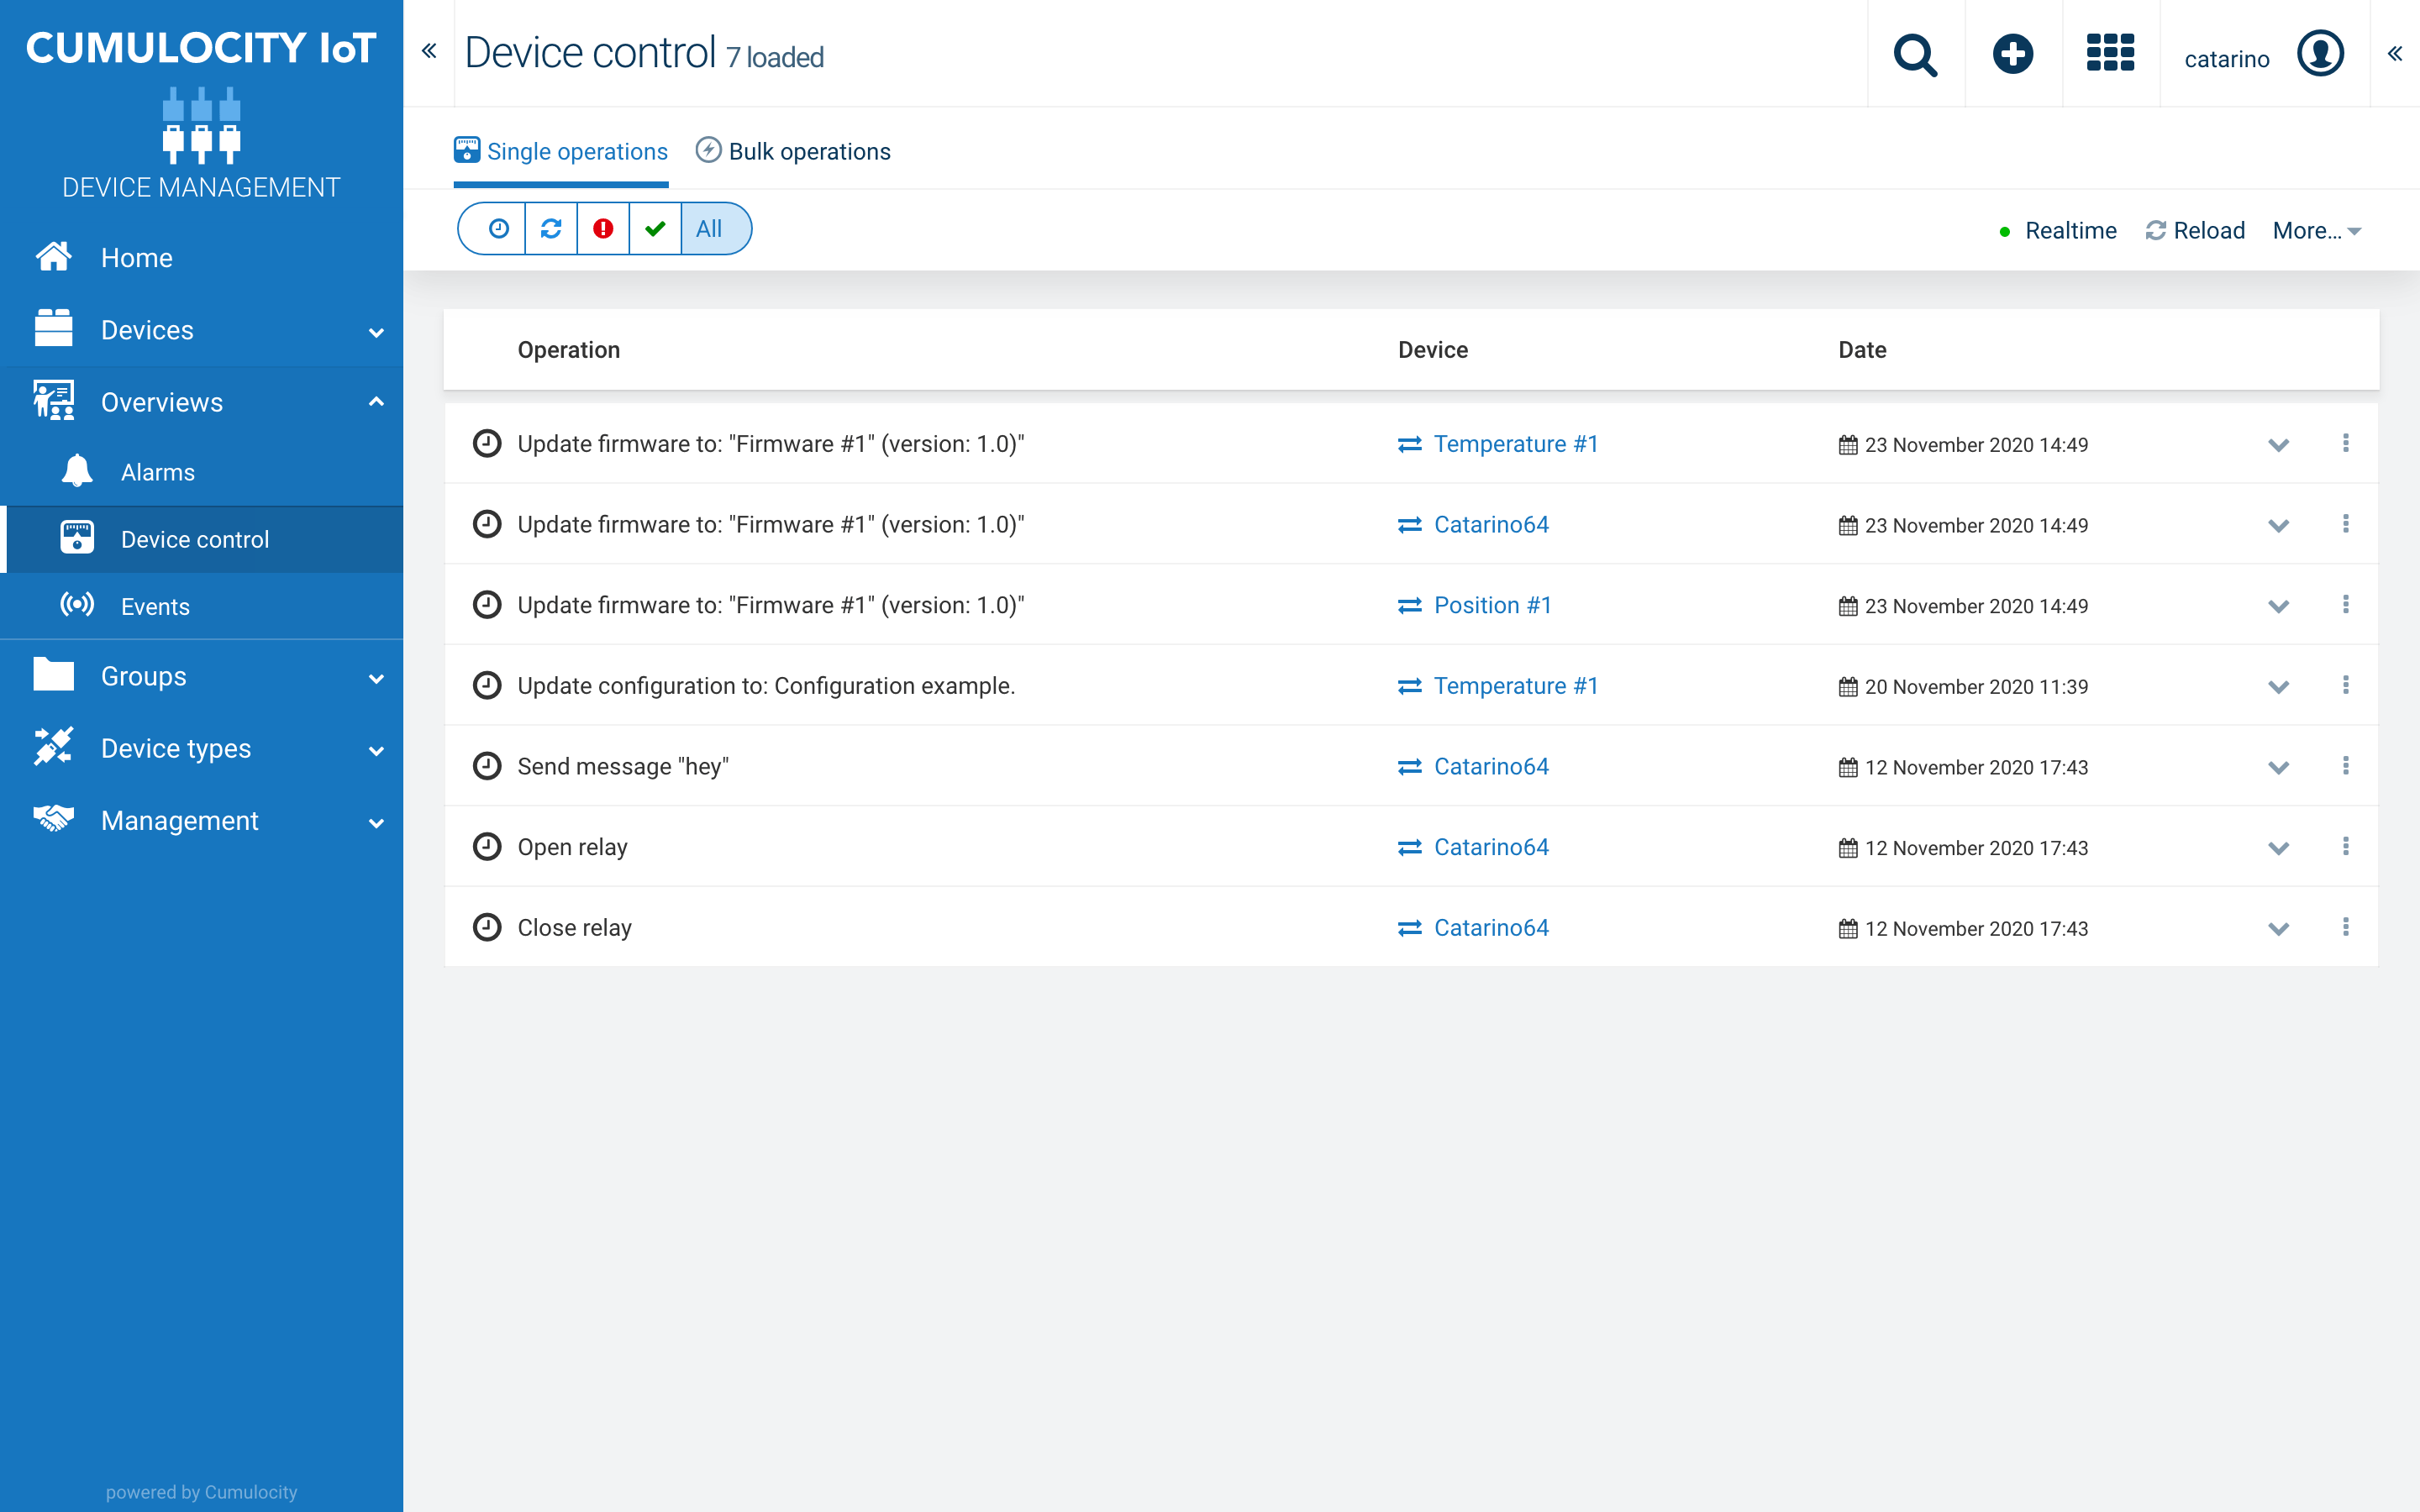 CUMULOCITY IoT
DEVICE MANAGEMENT
Home
Devices
Overviews
Alarms
Device control
Events
Groups
Device types
Management
powered by Cumulocity
Device control 7 loaded
catarino
Single operations
Bulk operations
All
Realtime
Reload
More...
Operation Device Date
Update firmware to: "Firmware #1" (version: 1.0)" Temperature #1 23 November 2020 14:49
Update firmware to: "Firmware #1" (version: 1.0)" Catarino64 23 November 2020 14:49
Update firmware to: "Firmware #1" (version: 1.0)" Position #1 23 November 2020 14:49
Update configuration to: Configuration example. Temperature #1 20 November 2020 11:39
Send message "hey" Catarino64 12 November 2020 17:43
Open relay Catarino64 12 November 2020 17:43
Close relay Catarino64 12 November 2020 17:43